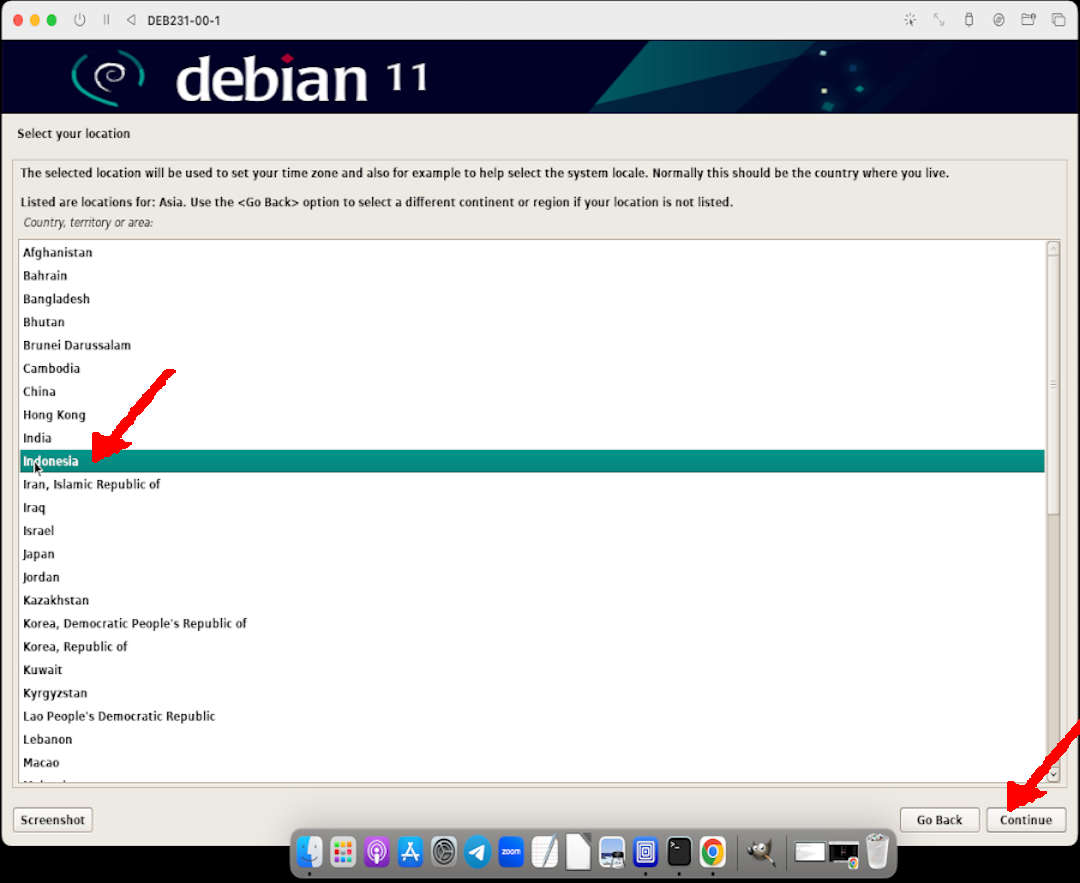 DEB231-00-1
debian 11
Select your location
The selected location will be used to set your time zone and also for example to help select the system locale. Normally this should be the country where you live.
Listed are locations for: Asia. Use the <Go Back> option to select a different continent or region if your location is not listed.
Country, territory or area:
Afghanistan
Bahrain
Bangladesh
Bhutan
Brunei Darussalam
Cambodia
China
Hong Kong
India
Indonesia
Iran, Islamic Republic of
Iraq
Israel
Japan
Jordan
Kazakhstan
Korea, Democratic People's Republic of
Korea, Republic of
Kuwait
Kyrgyzstan
Lao People's Democratic Republic
Lebanon
Macao
Screenshot
Go Back
Continue
zoom